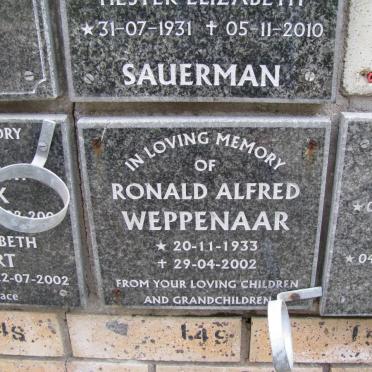 HESTER ELIZABETH
★31-07-1931 ✝ 05-11-2010
SAUERMAN
IN LOVING MEMORY
OF
RONALD ALFRED
WEPPENAAR
★ 20-11-1933
✝ 29-04-2002
FROM YOUR LOVING CHILDREN
AND GRANDCHILDREN
2-07-2002
149